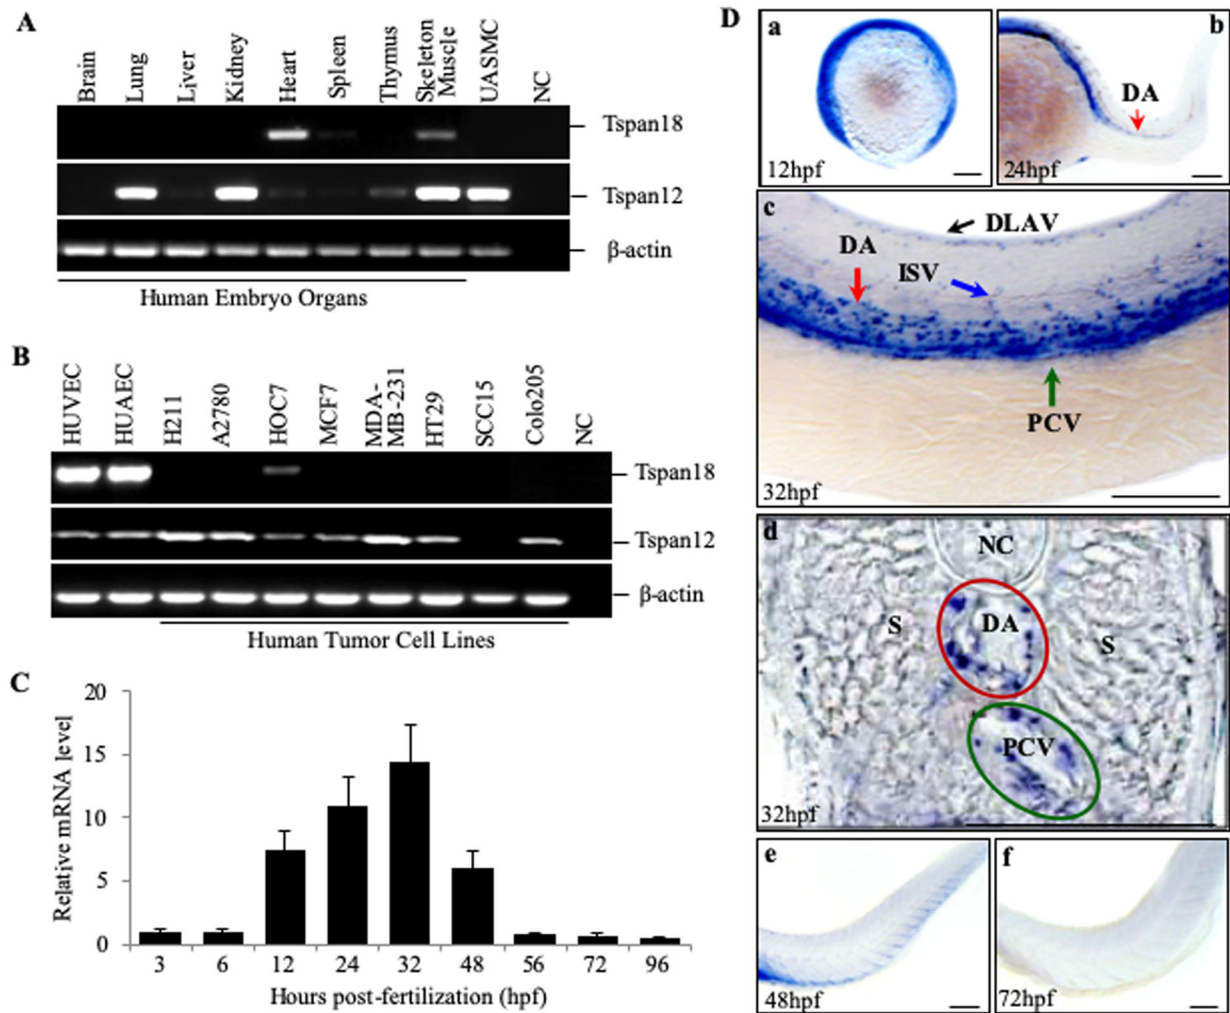 A
Brain
Lung
Liver
Kidney
Heart
Spleen
Thymus
Skeleton
Muscle
UASMC
NC
Tspan18
Tspan12
β-actin
Human Embryo Organs
B
HUVEC
HUAEC
H211
A2780
HOC7
MCF7
MDA-
MB-231
HT29
SCC15
Colo205
NC
Tspan18
Tspan12
β-actin
Human Tumor Cell Lines
C
Relative mRNA level
20
15
10
5
0
3 6 12 24 32 48 56 72 96
Hours post-fertilization (hpf)
D
a
12hpf
b
DA
24hpf
c
DLAV
DA
ISV
PCV
32hpf
d
NC
DA
S
S
PCV
32hpf
e
48hpf
f
72hpf